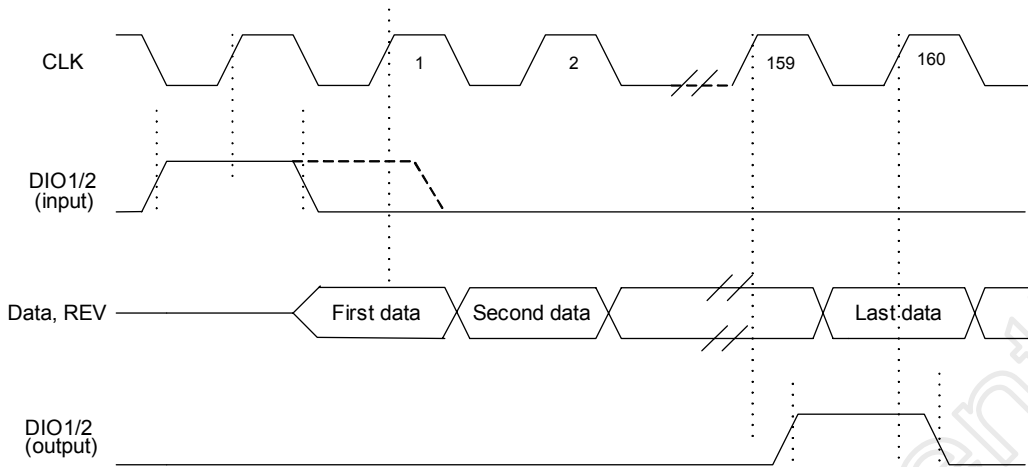 CLK
1
2
159
160
DIO1/2
(input)
Data, REV
First data
Second data
Last data
DIO1/2
(output)